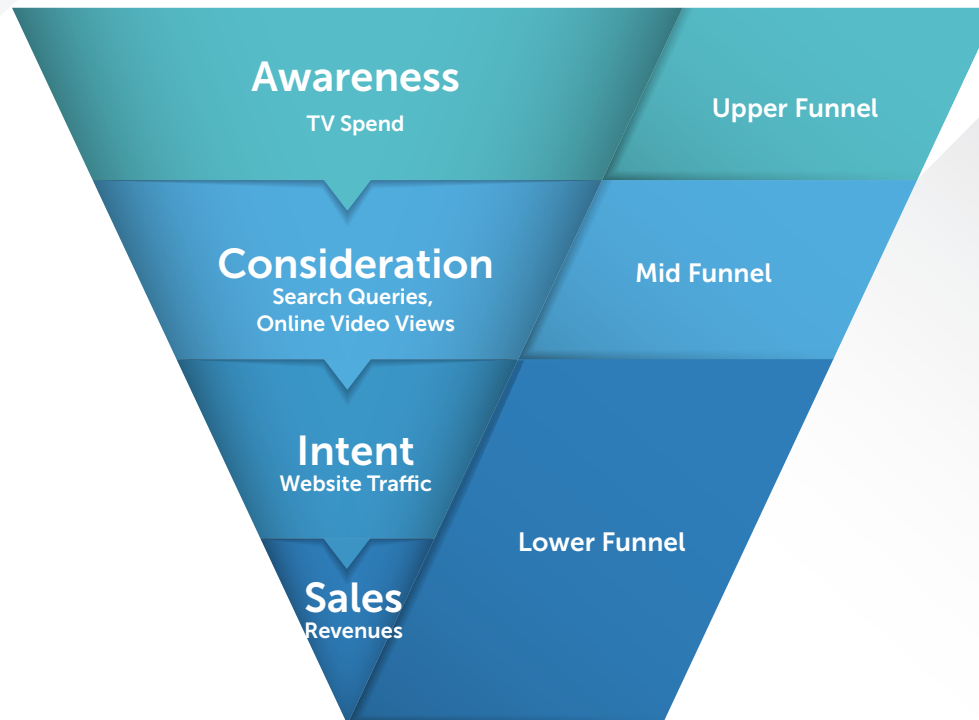 Awareness
TV Spend
Upper Funnel
Consideration
Search Queries,
Online Video Views
Mid Funnel
Intent
Website Traffic
Lower Funnel
Sales
Revenues